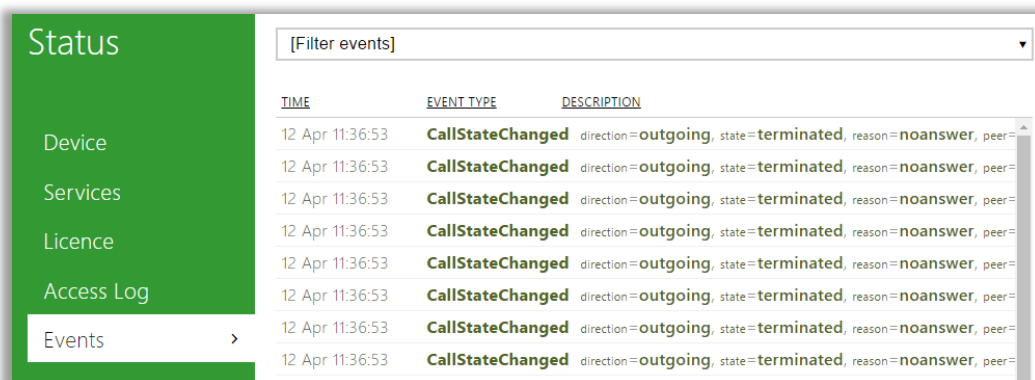 Status
Device
Services
Licence
Access Log
Events
[Filter events]
TIME EVENT TYPE DESCRIPTION
12 Apr 11:36:53 CallStateChanged direction=outgoing, state=terminated, reason=noanswer, peer=
12 Apr 11:36:53 CallStateChanged direction=outgoing, state=terminated, reason=noanswer, peer=
12 Apr 11:36:53 CallStateChanged direction=outgoing, state=terminated, reason=noanswer, peer=
12 Apr 11:36:53 CallStateChanged direction=outgoing, state=terminated, reason=noanswer, peer=
12 Apr 11:36:53 CallStateChanged direction=outgoing, state=terminated, reason=noanswer, peer=
12 Apr 11:36:53 CallStateChanged direction=outgoing, state=terminated, reason=noanswer, peer=
12 Apr 11:36:53 CallStateChanged direction=outgoing, state=terminated, reason=noanswer, peer=
12 Apr 11:36:53 CallStateChanged direction=outgoing, state=terminated, reason=noanswer, peer=